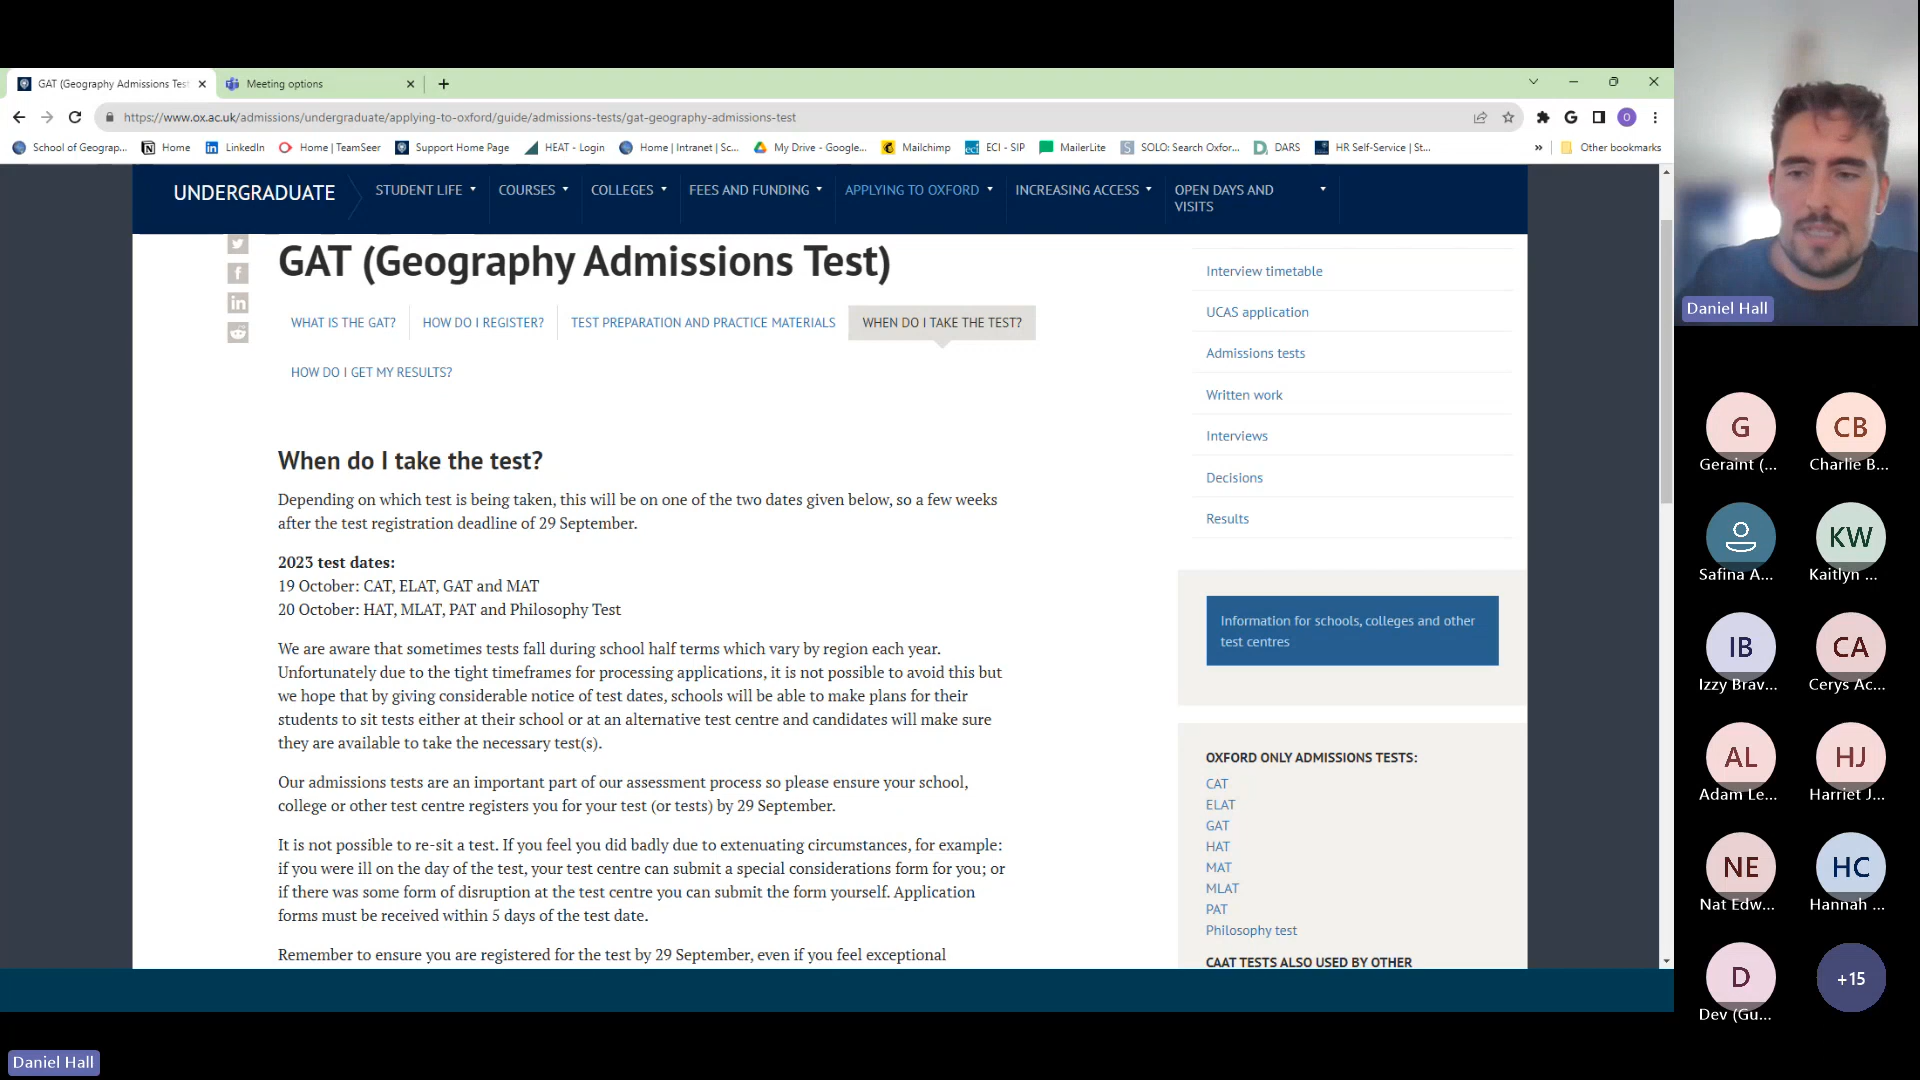 GAT (Geography Admissions Test
Meeting options
https://www.ox.ac.uk/admissions/undergraduate/applying-to-oxford/guide/admissions-tests/gat-geography-admissions-test
School of Geograp...
Home
LinkedIn
Home | TeamSeer
Support Home Page
HEAT - Login
Home | Intranet | Sc...
My Drive - Google...
Mailchimp
ECI - SIP
MailerLite
SOLO: Search Oxfor...
DARS
HR Self-Service | St...
»
Other bookmarks
UNDERGRADUATE
STUDENT LIFE
COURSES
COLLEGES
FEES AND FUNDING
APPLYING TO OXFORD
INCREASING ACCESS
OPEN DAYS AND
VISITS
GAT (Geography Admissions Test)
WHAT IS THE GAT?
HOW DO I REGISTER?
TEST PREPARATION AND PRACTICE MATERIALS
WHEN DO I TAKE THE TEST?
HOW DO I GET MY RESULTS?
When do I take the test?
Depending on which test is being taken, this will be on one of the two dates given below, so a few weeks
after the test registration deadline of 29 September.
2023 test dates:
19 October: CAT, ELAT, GAT and MAT
20 October: HAT, MLAT, PAT and Philosophy Test
We are aware that sometimes tests fall during school half terms which vary by region each year.
Unfortunately due to the tight timeframes for processing applications, it is not possible to avoid this but
we hope that by giving considerable notice of test dates, schools will be able to make plans for their
students to sit tests either at their school or at an alternative test centre and candidates will make sure
they are available to take the necessary test(s).
Our admissions tests are an important part of our assessment process so please ensure your school,
college or other test centre registers you for your test (or tests) by 29 September.
It is not possible to re-sit a test. If you feel you did badly due to extenuating circumstances, for example:
if you were ill on the day of the test, your test centre can submit a special considerations form for you; or
if there was some form of disruption at the test centre you can submit the form yourself. Application
forms must be received within 5 days of the test date.
Remember to ensure you are registered for the test by 29 September, even if you feel exceptional
Interview timetable
UCAS application
Admissions tests
Written work
Interviews
Decisions
Results
Information for schools, colleges and other
test centres
OXFORD ONLY ADMISSIONS TESTS:
CAT
ELAT
GAT
HAT
MAT
MLAT
PAT
Philosophy test
CAAT TESTS ALSO USED BY OTHER
Daniel Hall
G
Geraint (...
CB
Charlie B...
Safina A...
KW
Kaitlyn ...
IB
Izzy Brav...
CA
Cerys Ac...
AL
Adam Le...
HJ
Harriet J...
NE
Nat Edw...
HC
Hannah ...
D
Dev (Gu...
+15
Daniel Hall